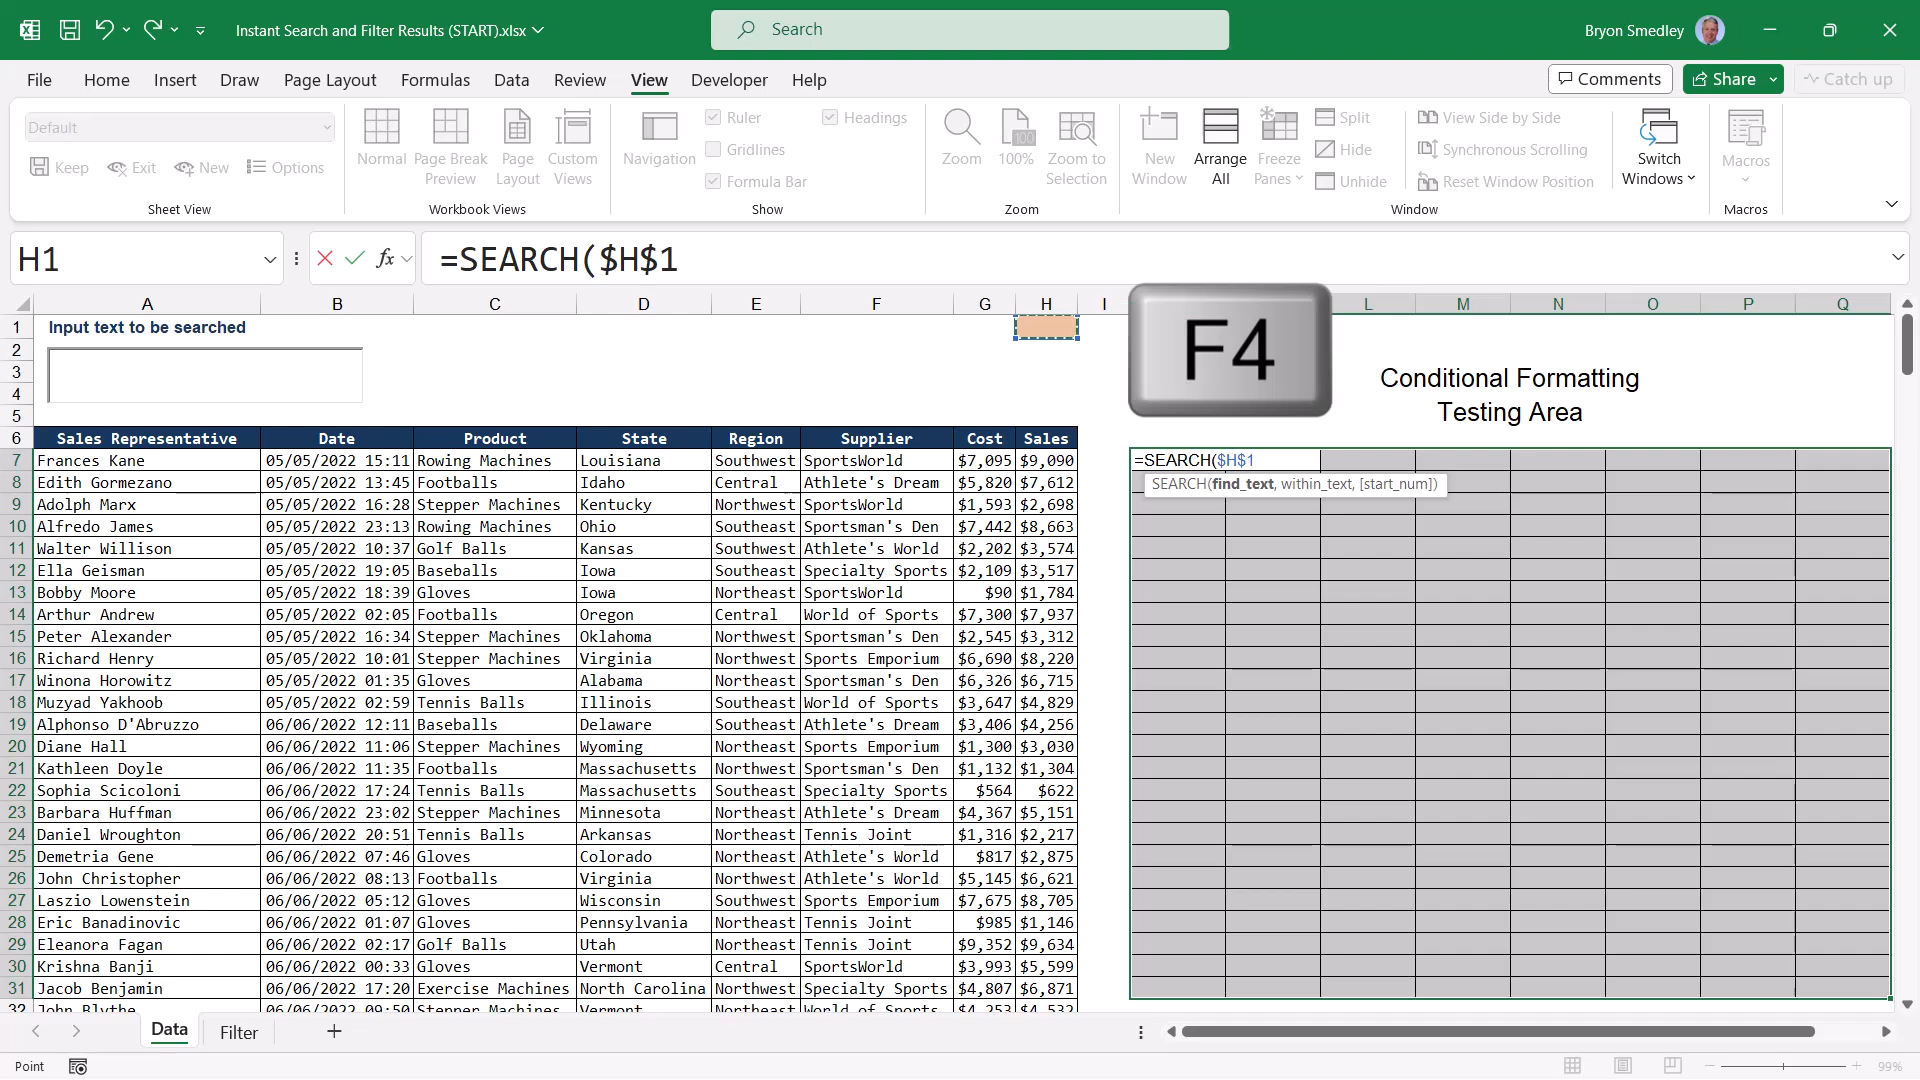 Instant Search and Filter Results (START).xlsx
Search
Bryon Smedley
File Home Insert Draw Page Layout Formulas Data Review View Developer Help
Comments Share Catch up
Default
Keep Exit New Options
Sheet View
Normal Page Break Preview Page Layout Custom Views
Workbook Views
Navigation
Ruler
Gridlines
Formula Bar
Headings
Show
Zoom 100% Zoom to Selection
Zoom
New Window Arrange All Freeze Panes
Split
Hide
Unhide
View Side by Side
Synchronous Scrolling
Reset Window Position
Switch Windows
Window
Macros
Macros
H1
fx
=SEARCH($H$1
A B C D E F G H I L M N O P Q
F4
1 Input text to be searched
2
3
4
5
Conditional Formatting
Testing Area
6 Sales Representative Date Product State Region Supplier Cost Sales
7 Frances Kane 05/05/2022 15:11 Rowing Machines Louisiana Southwest SportsWorld $7,095 $9,090
=SEARCH($H$1
SEARCH(find_text, within_text, [start_num])
8 Edith Gormezano 05/05/2022 13:45 Footballs Idaho Central Athlete's Dream $5,820 $7,612
9 Adolph Marx 05/05/2022 16:28 Stepper Machines Kentucky Northwest SportsWorld $1,593 $2,698
10 Alfredo James 05/05/2022 23:13 Rowing Machines Ohio Southeast Sportsman's Den $7,442 $8,663
11 Walter Willison 05/05/2022 10:37 Golf Balls Kansas Southwest Athlete's World $2,202 $3,574
12 Ella Geisman 05/05/2022 19:05 Baseballs Iowa Southeast Specialty Sports $2,109 $3,517
13 Bobby Moore 05/05/2022 18:39 Gloves Iowa Northeast SportsWorld $90 $1,784
14 Arthur Andrew 05/05/2022 02:05 Footballs Oregon Central World of Sports $7,300 $7,937
15 Peter Alexander 05/05/2022 16:34 Stepper Machines Oklahoma Northwest Sportsman's Den $2,545 $3,312
16 Richard Henry 05/05/2022 10:01 Stepper Machines Virginia Northwest Sports Emporium $6,690 $8,220
17 Winona Horowitz 05/05/2022 01:35 Gloves Alabama Northwest Sportsman's Den $6,326 $6,715
18 Muzyad Yakhoob 05/05/2022 02:59 Tennis Balls Illinois Southeast World of Sports $3,647 $4,829
19 Alphonso D'Abruzzo 06/06/2022 12:11 Baseballs Delaware Southeast Athlete's Dream $3,406 $4,256
20 Diane Hall 06/06/2022 11:06 Stepper Machines Wyoming Northeast Sports Emporium $1,300 $3,030
21 Kathleen Doyle 06/06/2022 11:35 Footballs Massachusetts Northeast Sportsman's Den $1,132 $1,304
22 Sophia Scicoloni 06/06/2022 17:24 Tennis Balls Massachusetts Southeast Specialty Sports $564 $622
23 Barbara Huffman 06/06/2022 23:02 Stepper Machines Minnesota Northeast Athlete's Dream $4,367 $5,151
24 Daniel Wroughton 06/06/2022 20:51 Tennis Balls Arkansas Northeast Tennis Joint $1,316 $2,217
25 Demetria Gene 06/06/2022 07:46 Gloves Colorado Northeast Athlete's World $817 $2,875
26 John Christopher 06/06/2022 08:13 Footballs Virginia Northwest Athlete's World $5,145 $6,621
27 Laszio Lowenstein 06/06/2022 05:12 Gloves Wisconsin Southwest Sports Emporium $7,675 $8,705
28 Eric Banadinovic 06/06/2022 01:07 Gloves Pennsylvania Northeast Tennis Joint $985 $1,146
29 Eleanora Fagan 06/06/2022 02:17 Golf Balls Utah Northeast Tennis Joint $9,352 $9,634
30 Krishna Banji 06/06/2022 00:33 Gloves Vermont Central SportsWorld $3,993 $5,599
31 Jacob Benjamin 06/06/2022 17:20 Exercise Machines North Carolina Northwest Specialty Sports $4,807 $6,871
32 John Blythe 06/06/2022 09:50 Stepper Machines Vermont Northwest World of Sports $4,253 $4,532
Data Filter
Point
99%